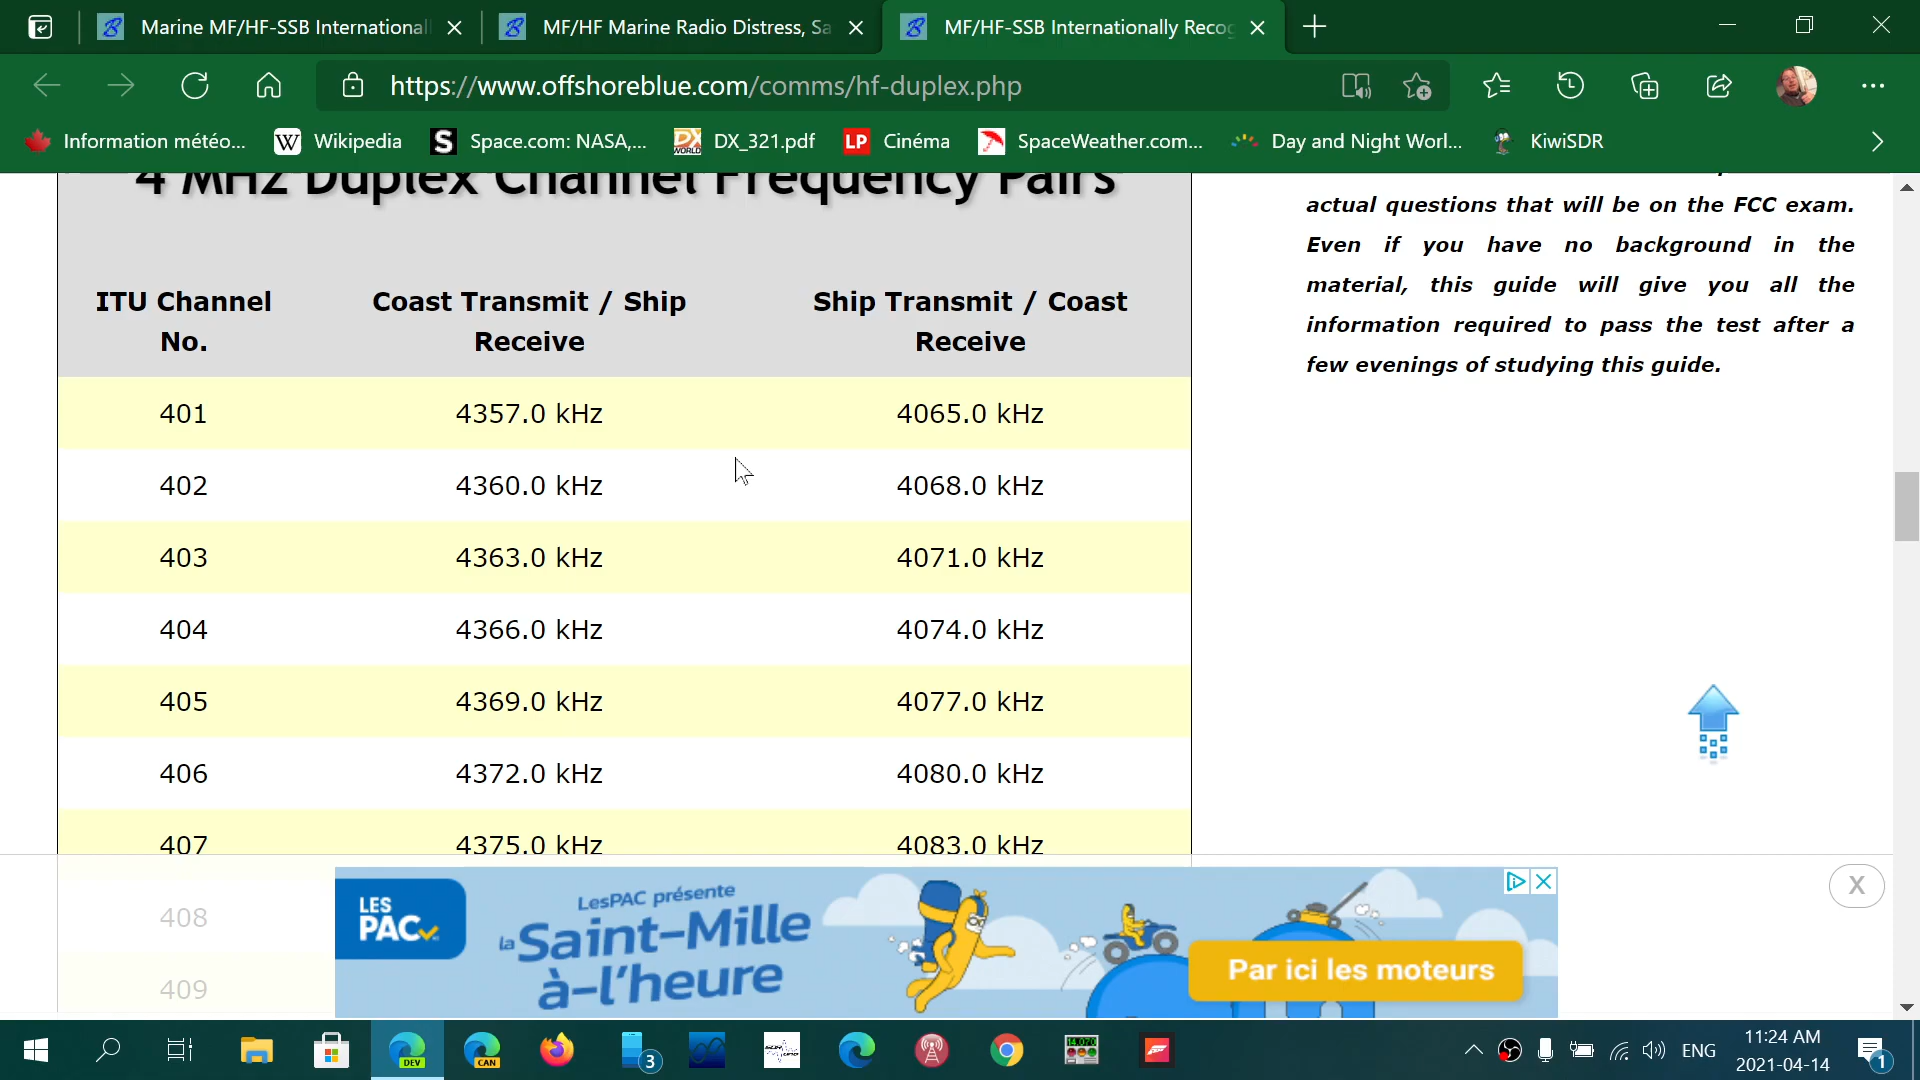 Marine MF/HF-SSB International
MF/HF Marine Radio Distress, Sa
MF/HF-SSB Internationally Recog
https://www.offshoreblue.com/comms/hf-duplex.php
Information météo...
Wikipedia
Space.com: NASA,...
DX_321.pdf
Cinéma
SpaceWeather.com...
Day and Night Worl...
KiwiSDR
4 MHz Duplex Channel Frequency Pairs
ITU Channel No.
Coast Transmit / Ship Receive
Ship Transmit / Coast Receive
401 4357.0 kHz 4065.0 kHz
402 4360.0 kHz 4068.0 kHz
403 4363.0 kHz 4071.0 kHz
404 4366.0 kHz 4074.0 kHz
405 4369.0 kHz 4077.0 kHz
406 4372.0 kHz 4080.0 kHz
407 4375.0 kHz 4083.0 kHz
408
409
actual questions that will be on the FCC exam.
Even if you have no background in the
material, this guide will give you all the
information required to pass the test after a
few evenings of studying this guide.
LES
PAC
LesPAC présente
la Saint-Mille
à-l'heure
Par ici les moteurs
X
DEV
CAN
3
ENG
11:24 AM
2021-04-14
1